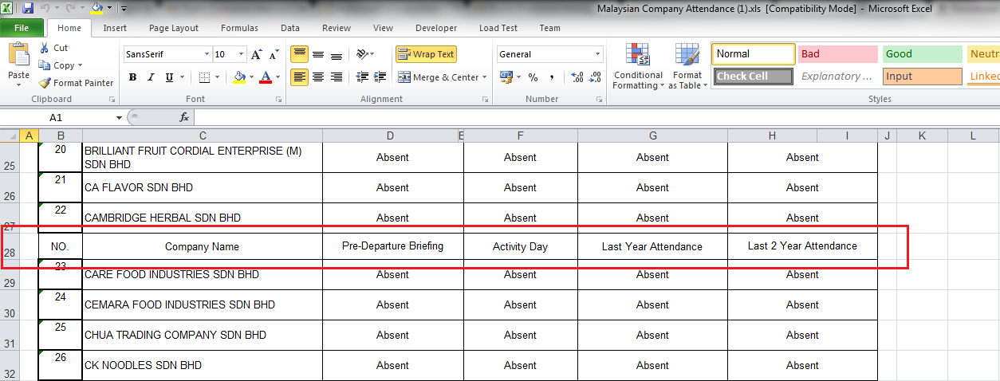 Malaysian Company Attendance (1).xls [Compatibility Mode] - Microsoft Excel
File Home Insert Page Layout Formulas Data Review View Developer Load Test Team
Paste
Cut
Copy
Format Painter
Clipboard
SansSerif 10 A A
B I U A
Font
Wrap Text
Merge & Center
Alignment
General
% , .0 .00 .00 .0
Number
Conditional Formatting
Format as Table
Normal Bad Good Neutr
Check Cell Explanatory ... Input Linked
Styles
A1 fx
A B C D E F G H I J K L
25 20 BRILLIANT FRUIT CORDIAL ENTERPRISE (M) Absent Absent Absent Absent
SDN BHD
26 21 CA FLAVOR SDN BHD Absent Absent Absent Absent
27 22 CAMBRIDGE HERBAL SDN BHD Absent Absent Absent Absent
28 NO. Company Name Pre-Departure Briefing Activity Day Last Year Attendance Last 2 Year Attendance
29 23 CARE FOOD INDUSTRIES SDN BHD Absent Absent Absent Absent
30 24 CEMARA FOOD INDUSTRIES SDN BHD Absent Absent Absent Absent
31 25 CHUA TRADING COMPANY SDN BHD Absent Absent Absent Absent
32 26 CK NOODLES SDN BHD Absent Absent Absent Absent